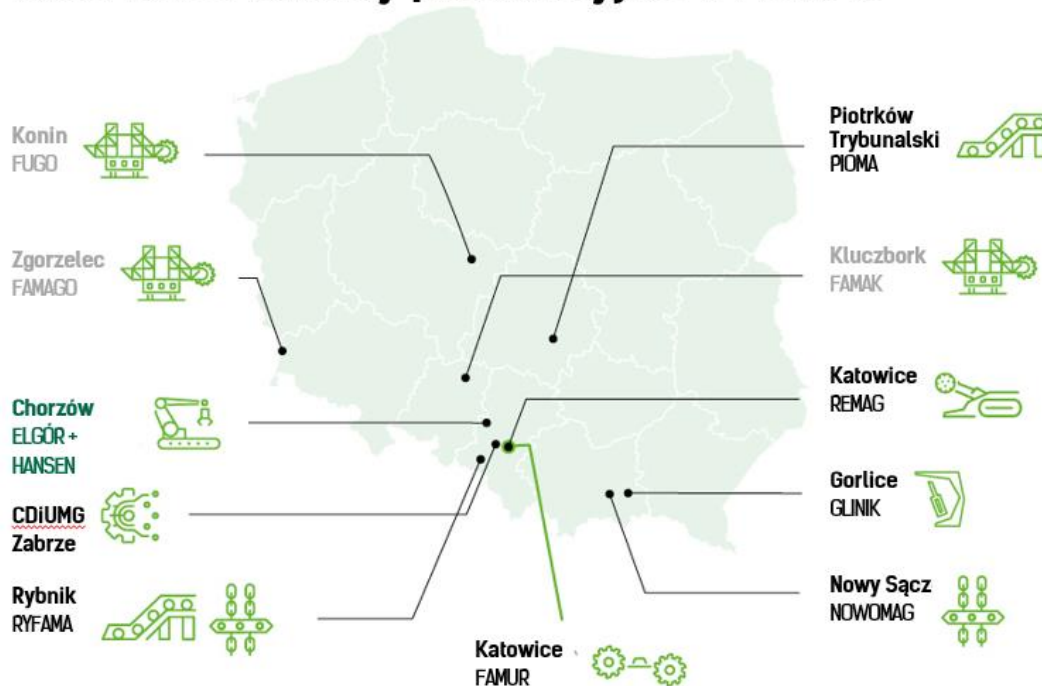 Konin
FUGO
Zgorzelec
FAMAGO
Chorzów
ELGÓR +
HANSEN
CDiUMG
Zabrze
Rybnik
RYFAMA
Katowice
FAMUR
Piotrków
Trybunalski
PIOMA
Kluczbork
FAMAK
Katowice
REMAG
Gorlice
GLINIK
Nowy Sącz
NOWOMAG